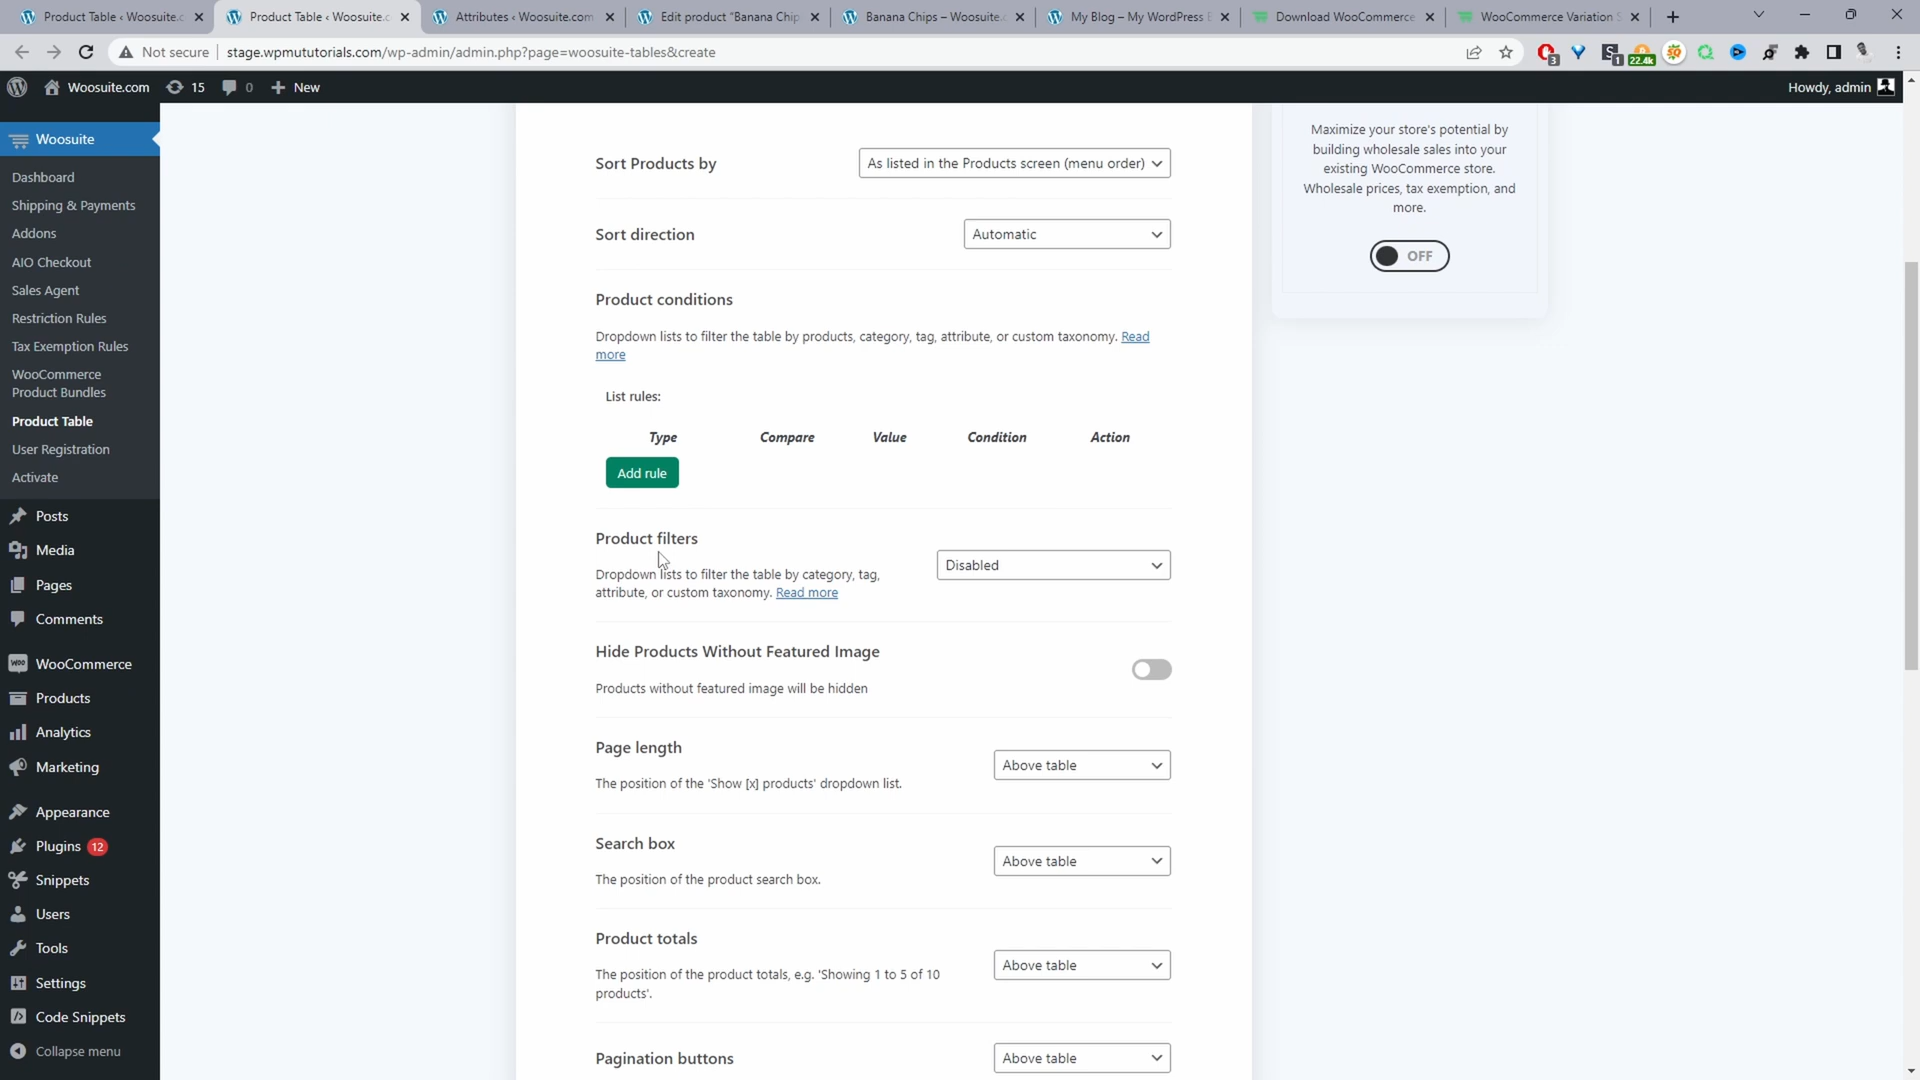 Product Table ‹ Woosuite.c
Product Table ‹ Woosuite.c
Attributes ‹ Woosuite.com
Edit product "Banana Chip
Banana Chips – Woosuite.
My Blog – My WordPress
Download WooCommerce
WooCommerce Variation S
Not secure
stage.wpmututorials.com/wp-admin/admin.php?page=woosuite-tables&create
3
1
22.4k
Woosuite.com
15
0
New
Howdy, admin
Woosuite
Dashboard
Shipping & Payments
Addons
AIO Checkout
Sales Agent
Restriction Rules
Tax Exemption Rules
WooCommerce
Product Bundles
Product Table
User Registration
Activate
Posts
Media
Pages
Comments
WooCommerce
Products
Analytics
Marketing
Appearance
Plugins 12
Snippets
Users
Tools
Settings
Code Snippets
Collapse menu
Sort Products by
As listed in the Products screen (menu order)
Sort direction
Automatic
Product conditions
Dropdown lists to filter the table by products, category, tag, attribute, or custom taxonomy. Read
more
List rules:
Type Compare Value Condition Action
Add rule
Product filters
Dropdown lists to filter the table by category, tag,
attribute, or custom taxonomy. Read more
Disabled
Hide Products Without Featured Image
Products without featured image will be hidden
Page length
The position of the 'Show [x] products' dropdown list.
Above table
Search box
The position of the product search box.
Above table
Product totals
The position of the product totals, e.g. 'Showing 1 to 5 of 10
products'.
Above table
Pagination buttons
Above table
Maximize your store's potential by
building wholesale sales into your
existing WooCommerce store.
Wholesale prices, tax exemption, and
more.
OFF